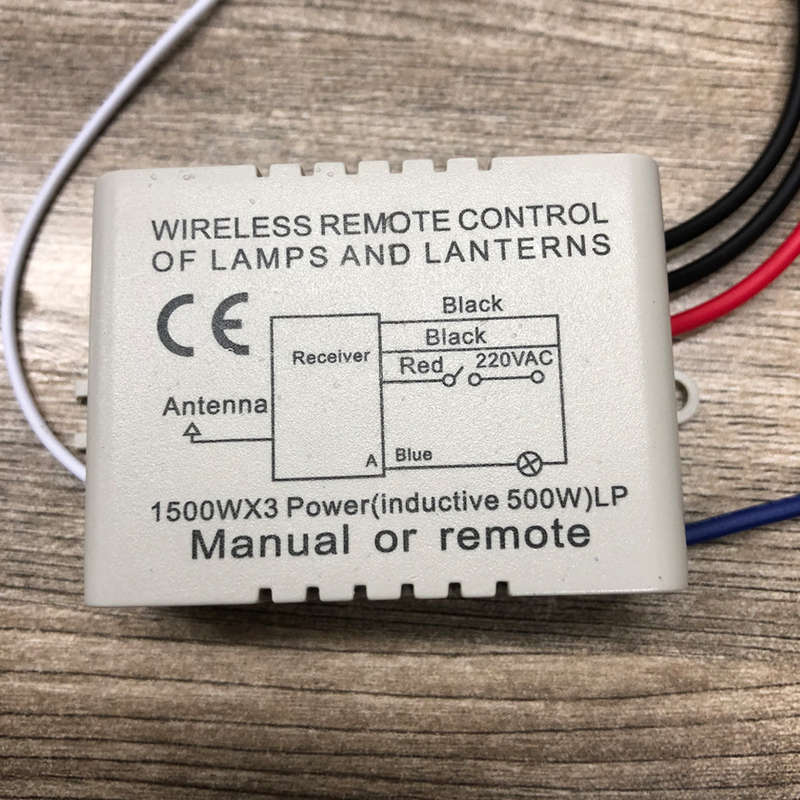 WIRELESS REMOTE CONTROL
OF LAMPS AND LANTERNS
CE
Black
Black
Receiver
Red
220VAC
Antenna
A
Blue
1500WX3 Power(inductive 500W)LP
Manual or remote